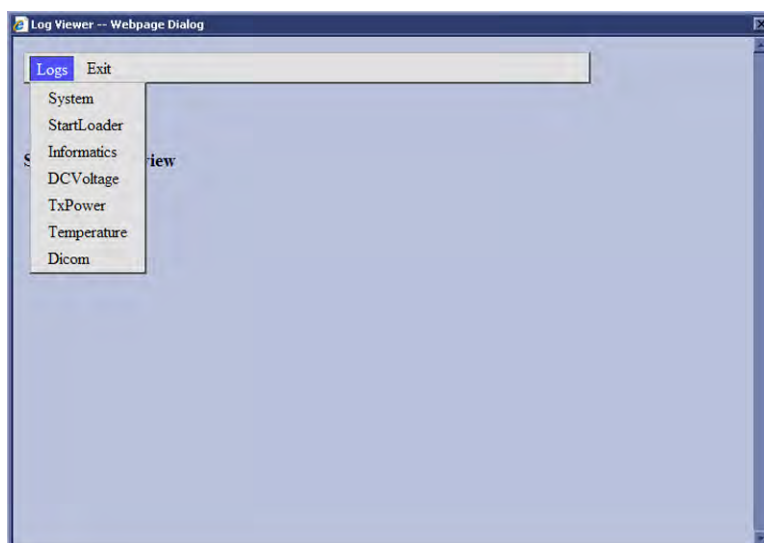 Log Viewer -- Webpage Dialog
Logs Exit
System
StartLoader
Informatics
DCVoltage
TxPower
Temperature
Dicom